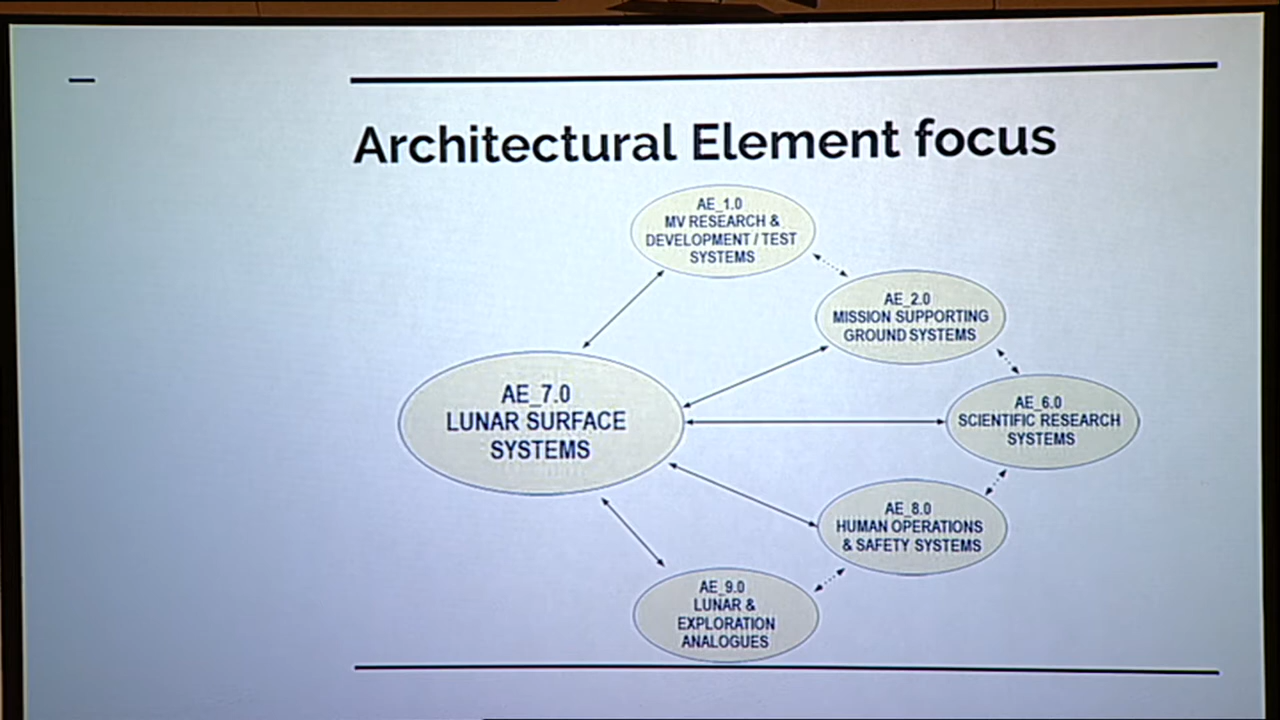 Architectural Element focus
AE_1.0
MV RESEARCH &
DEVELOPMENT / TEST
SYSTEMS
AE_2.0
MISSION SUPPORTING
GROUND SYSTEMS
AE_7.0
LUNAR SURFACE
SYSTEMS
AE_6.0
SCIENTIFIC RESEARCH
SYSTEMS
AE_8.0
HUMAN OPERATIONS
& SAFETY SYSTEMS
AE_9.0
LUNAR &
EXPLORATION
ANALOGUES